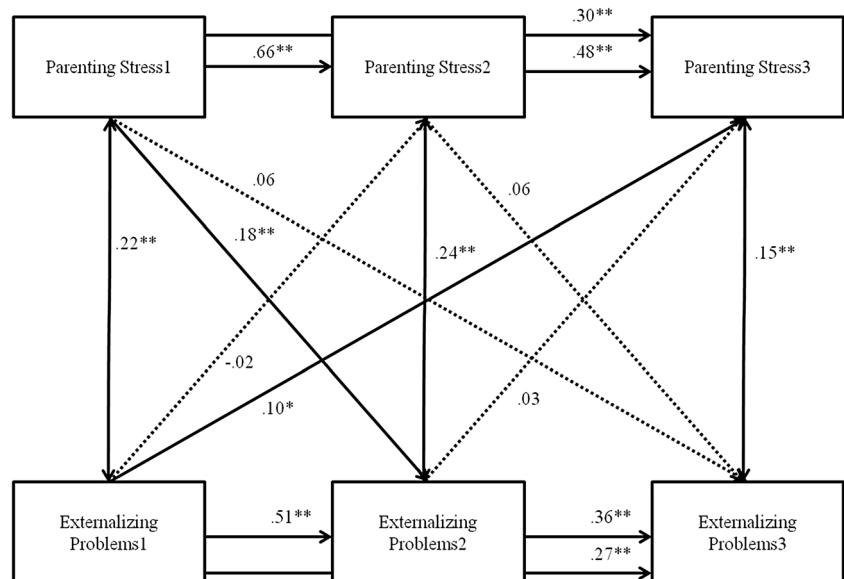 .30**
.66**
.48**
Parenting Stress1
Parenting Stress2
Parenting Stress3
.06
.06
.22**
.18**
.24**
.15**
-.02
.03
.10*
.51**
.36**
Externalizing
Problems1
Externalizing
Problems2
Externalizing
Problems3
.27**